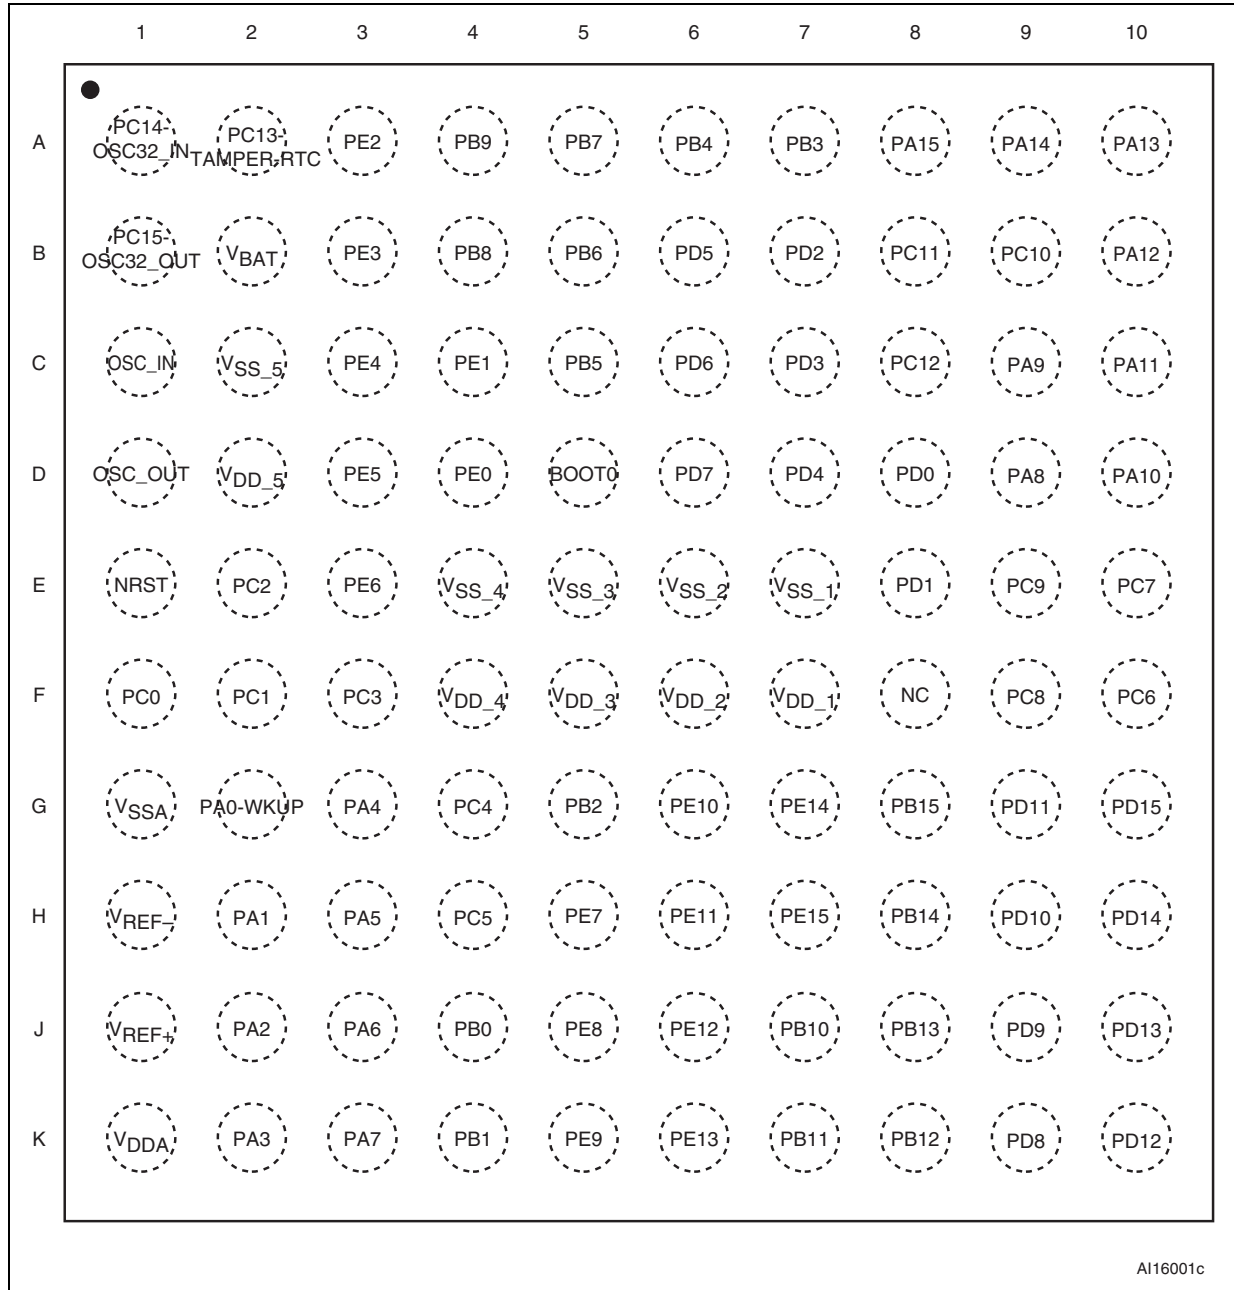 1 2 3 4 5 6 7 8 9 10
A PC14-OSC32_IN PC13-TAMPER-RTC PE2 PB9 PB7 PB4 PB3 PA15 PA14 PA13
B PC15-OSC32_OUT VBAT PE3 PB8 PB6 PD5 PD2 PC11 PC10 PA12
C OSC_IN VSS_5 PE4 PE1 PB5 PD6 PD3 PC12 PA9 PA11
D OSC_OUT VDD_5 PE5 PE0 BOOT0 PD7 PD4 PD0 PA8 PA10
E NRST PC2 PE6 VSS_4 VSS_3 VSS_2 VSS_1 PD1 PC9 PC7
F PC0 PC1 PC3 VDD_4 VDD_3 VDD_2 VDD_1 NC PC8 PC6
G VSSA PA0-WKUP PA4 PC4 PB2 PE10 PE14 PB15 PD11 PD15
H VREF– PA1 PA5 PC5 PE7 PE11 PE15 PB14 PD10 PD14
J VREF+ PA2 PA6 PB0 PE8 PE12 PB10 PB13 PD9 PD13
K VDDA PA3 PA7 PB1 PE9 PE13 PB11 PB12 PD8 PD12
AI16001c